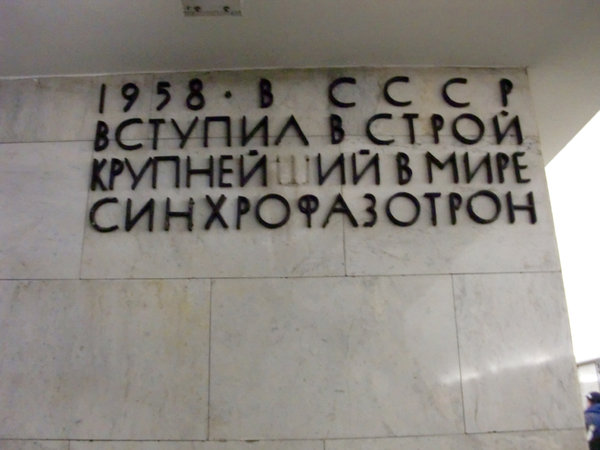 1958 · В СССР
ВСТУПИЛ В СТРОЙ
КРУПНЕЙШИЙ В МИРЕ
СИНХРОФАЗОТРОН